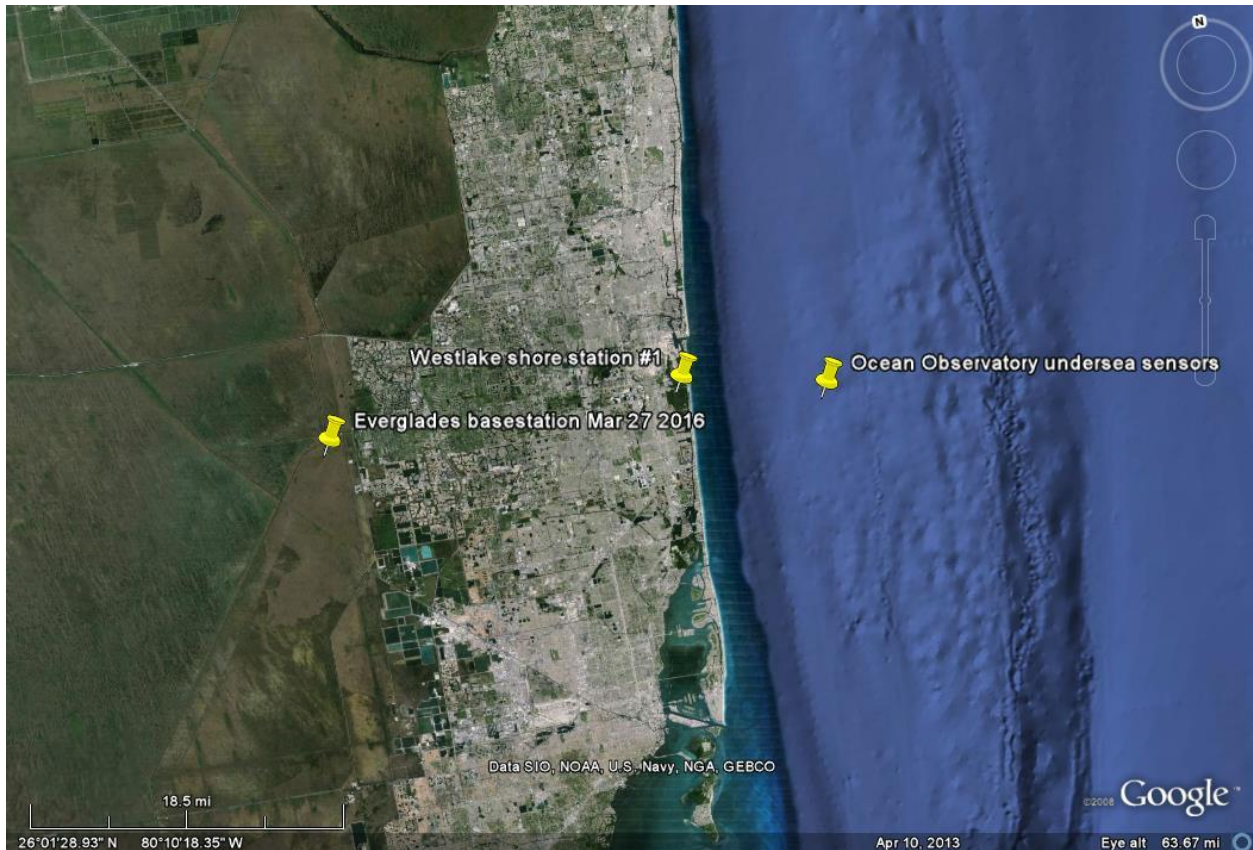 N
Westlake shore station #1
Ocean Observatory undersea sensors
Everglades basestation Mar 27 2016
Data SIO, NOAA, U.S. Navy, NGA, GEBCO
18.5 mi
©2008 Google™
26°01'28.93" N 80°10'18.35" W Apr 10, 2013 Eye alt 63.67 mi